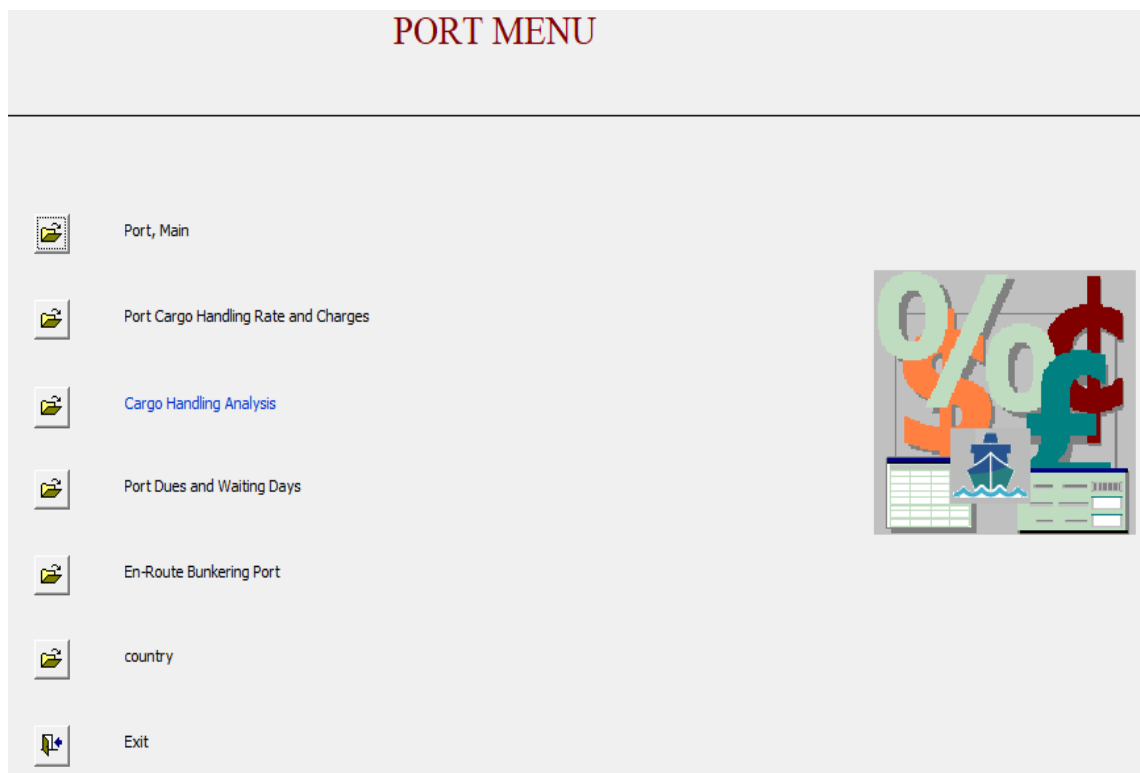 PORT MENU
Port, Main
Port Cargo Handling Rate and Charges
Cargo Handling Analysis
Port Dues and Waiting Days
En-Route Bunkering Port
country
Exit